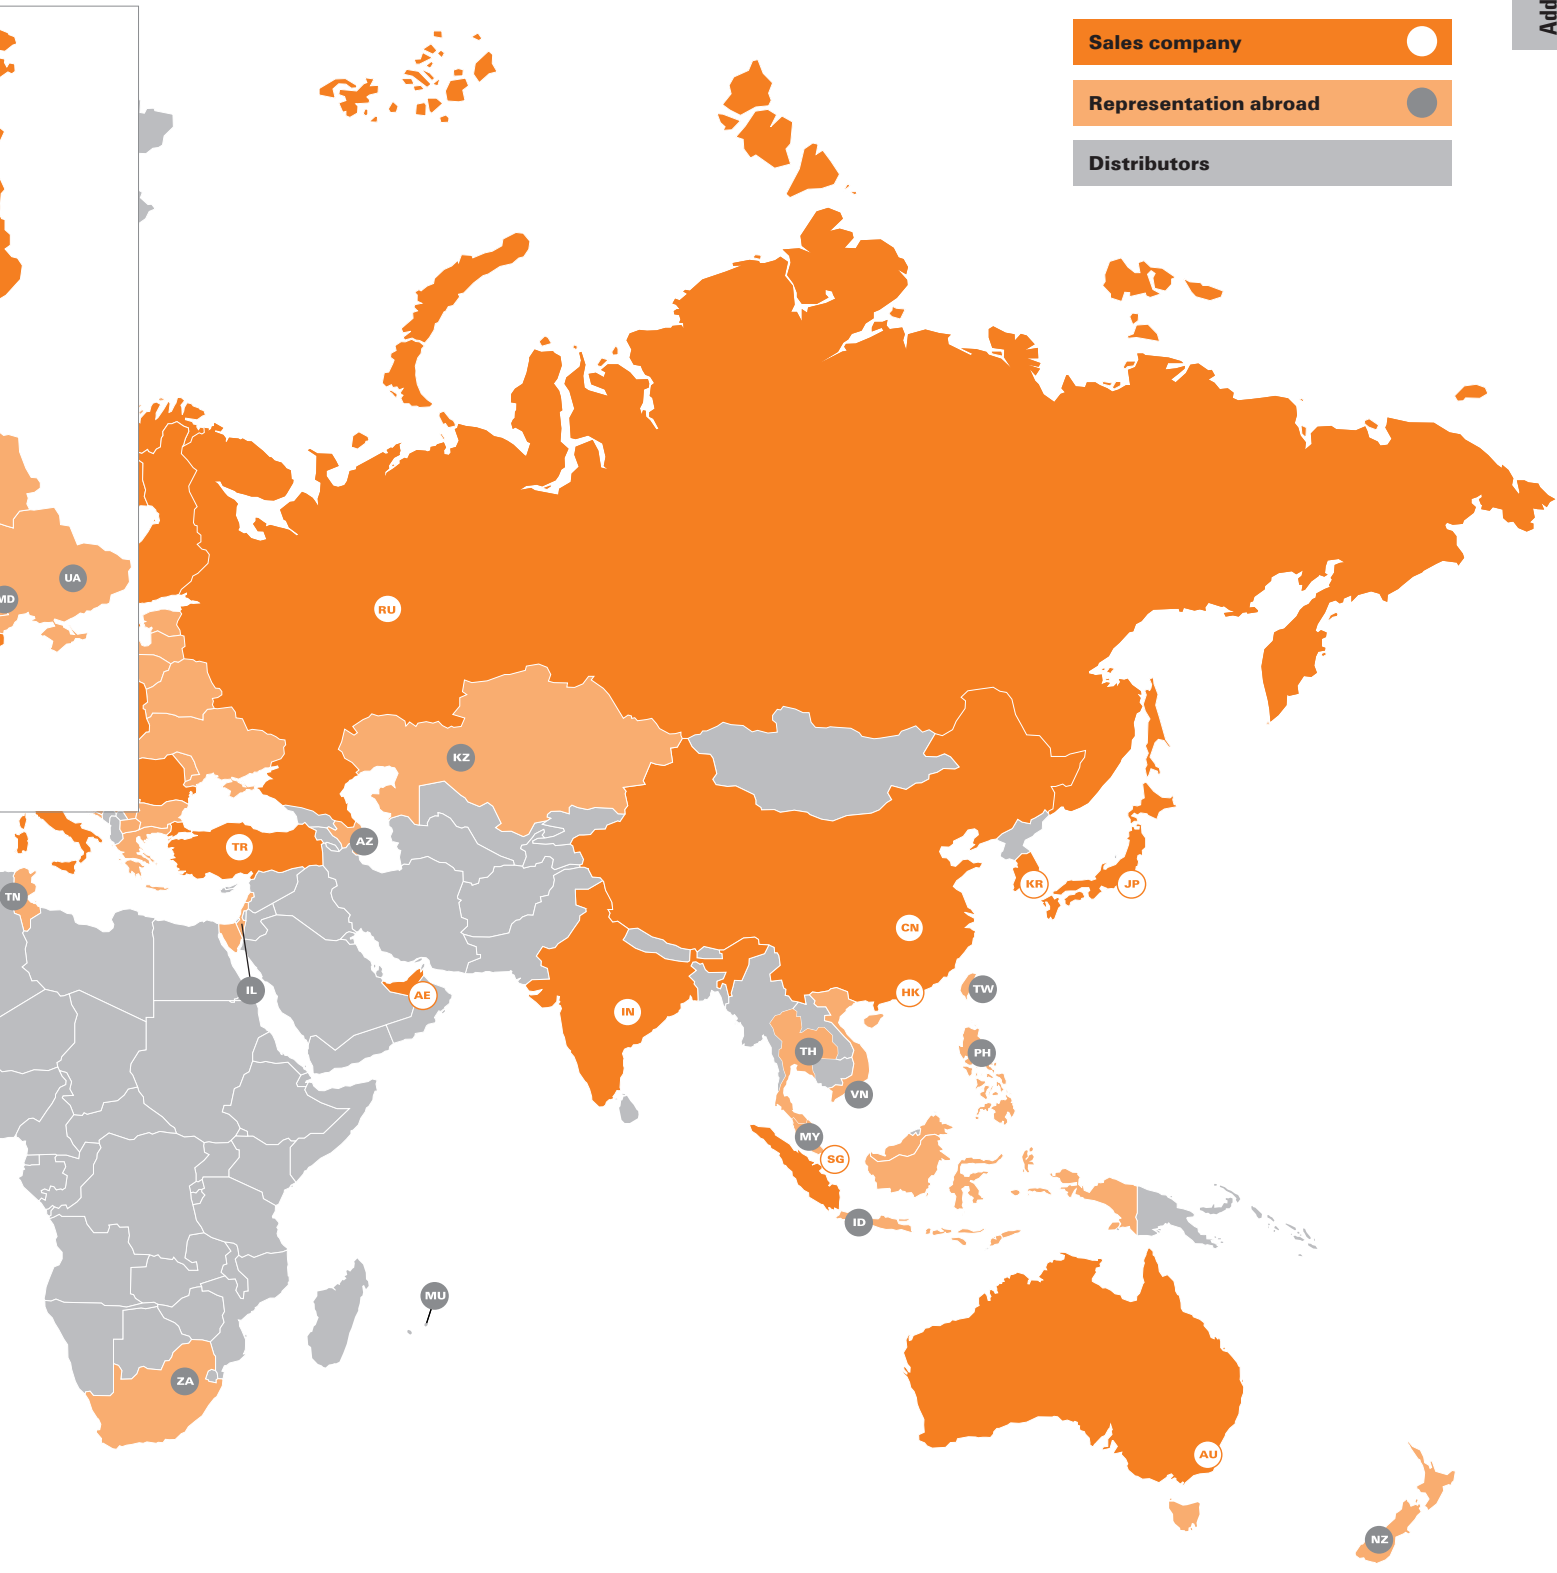 Add
Sales company
Representation abroad
Distributors
UA
MD
RU
KZ
AZ
TR
TN
KR
JP
CN
IL
AE
HK
TW
IN
TH
PH
VN
MY
SG
ID
MU
ZA
AU
NZ